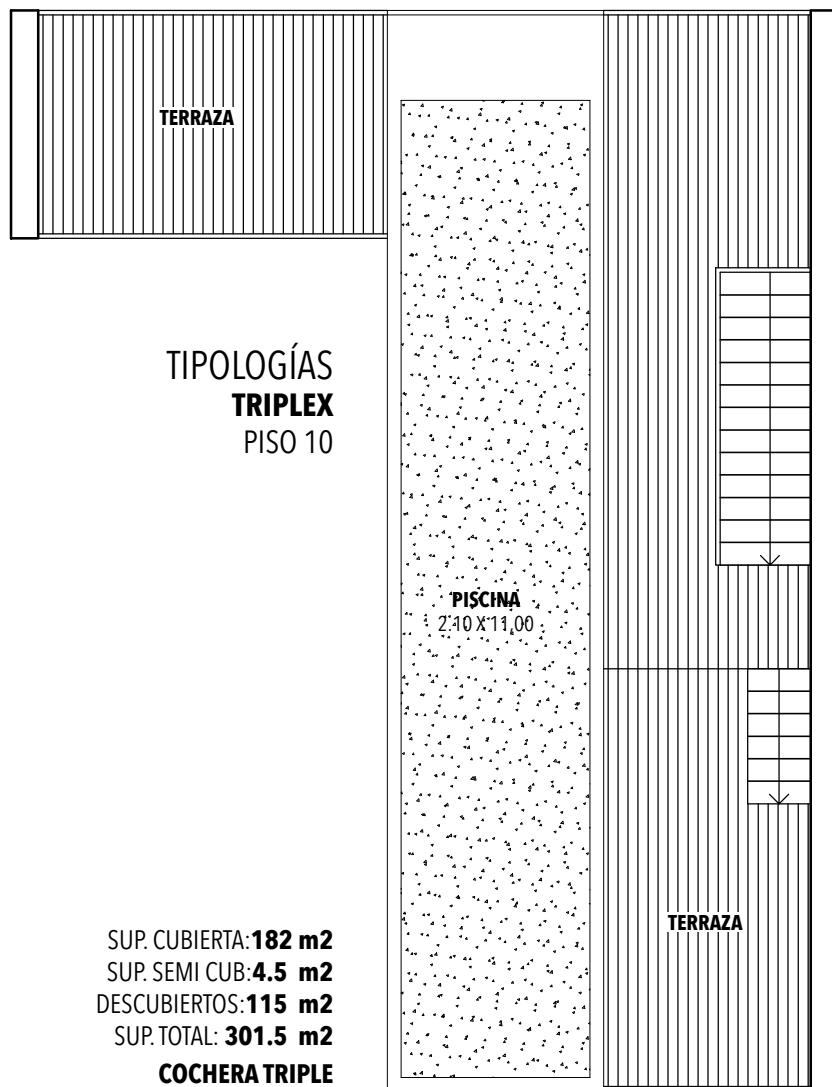 TERRAZA
TIPOLOGÍAS
TRIPLEX
PISO 10
PISCINA
2.10 X 11.00
TERRAZA
SUP. CUBIERTA:182 m2
SUP. SEMI CUB:4.5 m2
DESCUBIERTOS:115 m2
SUP. TOTAL: 301.5 m2
COCHERA TRIPLE